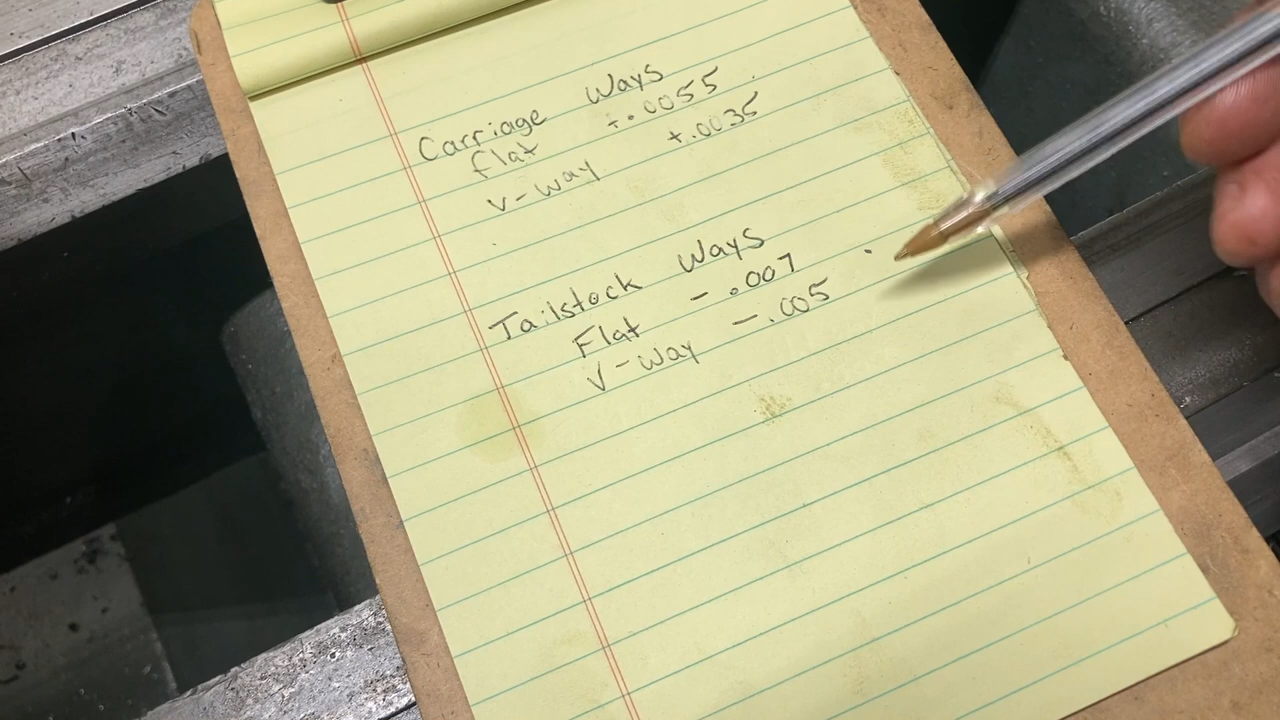 Carriage Ways
flat +.0055
v-way +.0035
Tailstock Ways
Flat -.007
V-Way -.005